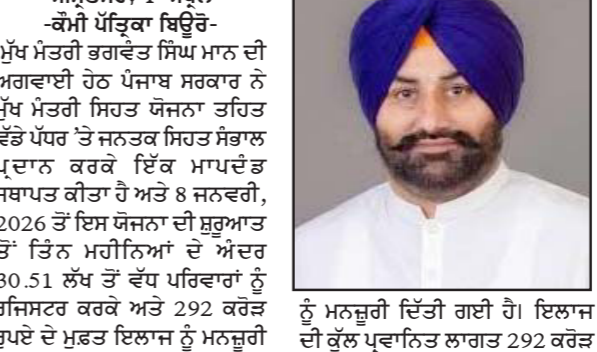 -ਕੌਮੀ ਪੱਤ੍ਰਿਕਾ ਬਿਊਰੋ-
ਮੁੱਖ ਮੰਤਰੀ ਭਗਵੰਤ ਸਿੰਘ ਮਾਨ ਦੀ
ਅਗਵਾਈ ਹੇਠ ਪੰਜਾਬ ਸਰਕਾਰ ਨੇ
ਮੁੱਖ ਮੰਤਰੀ ਸਿਹਤ ਯੋਜਨਾ ਤਹਿਤ
ਵੱਡੇ ਪੱਧਰ ’ਤੇ ਜਨਤਕ ਸਿਹਤ ਸੰਭਾਲ
ਪ੍ਰਦਾਨ ਕਰਕੇ ਇੱਕ ਮਾਪਦੰਡ
ਸਥਾਪਤ ਕੀਤਾ ਹੈ ਅਤੇ 8 ਜਨਵਰੀ,
2026 ਤੋਂ ਇਸ ਯੋਜਨਾ ਦੀ ਸ਼ੁਰੂਆਤ
ਤੋਂ ਤਿੰਨ ਮਹੀਨਿਆਂ ਦੇ ਅੰਦਰ
30.51 ਲੱਖ ਤੋਂ ਵੱਧ ਪਰਿਵਾਰਾਂ ਨੂੰ
ਰਜਿਸਟਰ ਕਰਕੇ ਅਤੇ 292 ਕਰੋੜ
ਰੁਪਏ ਦੇ ਮੁਫ਼ਤ ਇਲਾਜ ਨੂੰ ਮਨਜ਼ੂਰੀ
ਨੂੰ ਮਨਜ਼ੂਰੀ ਦਿੱਤੀ ਗਈ ਹੈ। ਇਲਾਜ
ਦੀ ਕੁੱਲ ਪ੍ਰਵਾਨਿਤ ਲਾਗਤ 292 ਕਰੋੜ